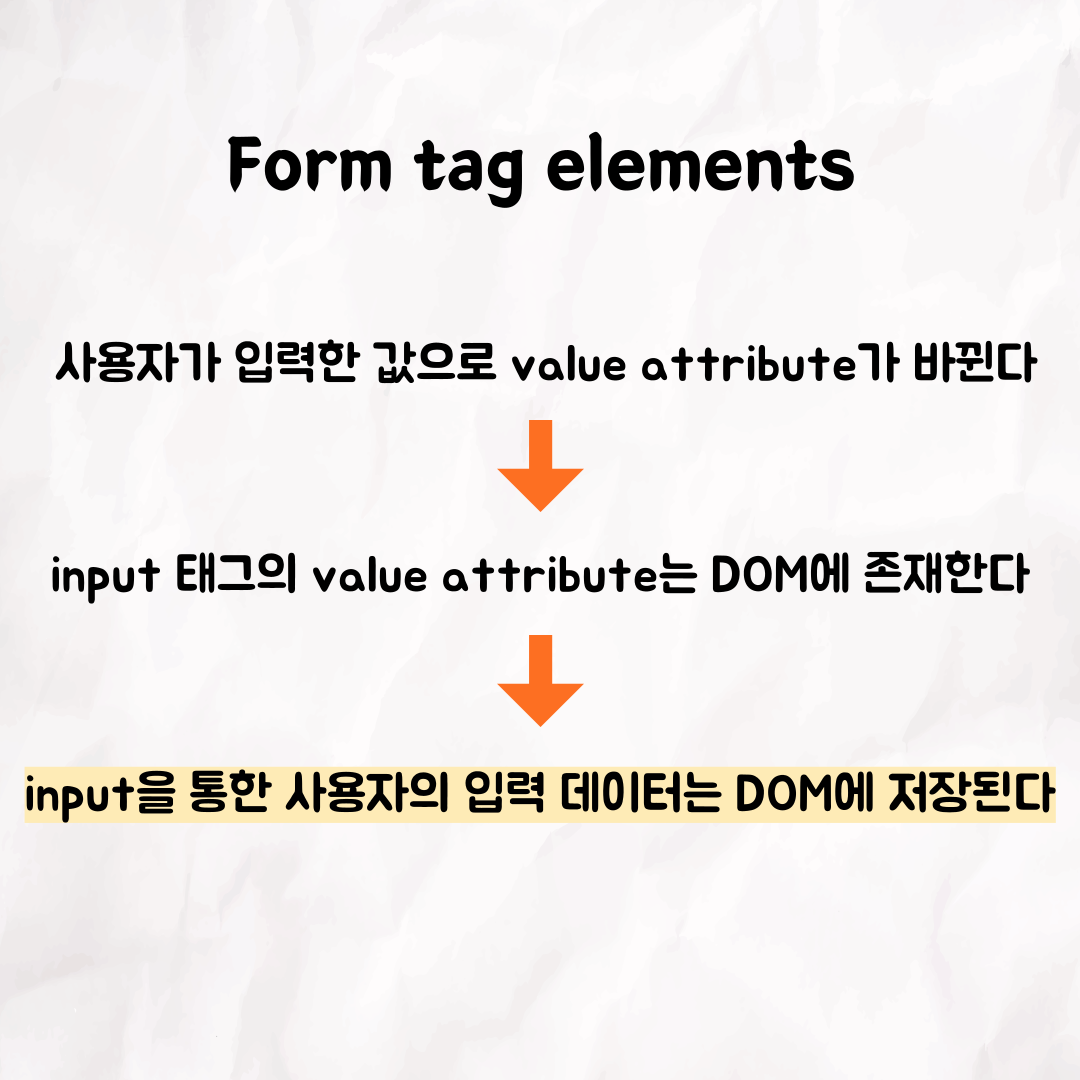 Form tag elements
사용자가 입력한 값으로 value attribute가 바뀐다
input 태그의 value attribute는 DOM에 존재한다
input을 통한 사용자의 입력 데이터는 DOM에 저장된다